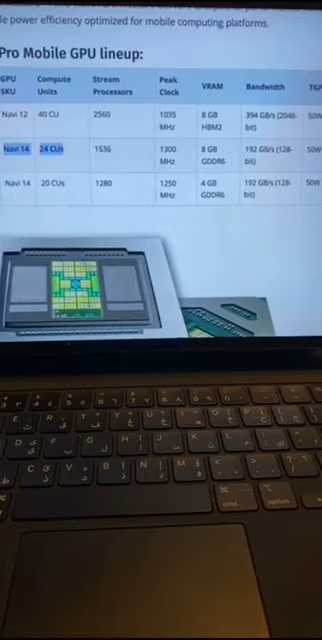 le power efficiency optimized for mobile computing platforms.
Pro Mobile GPU lineup:
GPU SKU Compute Units Stream Processors Peak Clock VRAM Bandwidth TGP
Navi 12 40 CU 2560 1035 MHz 8 GB HBM2 394 GB/s (2048-bit) 50W
Navi 14 24 CUs 1536 1300 MHz 8 GB GDDR6 192 GB/s (128-bit) 50W
Navi 14 20 CUs 1280 1250 MHz 4 GB GDDR6 192 GB/s (128-bit) 50W
R T Y U I O P
D F G H J K L
C V B N M
cmd option